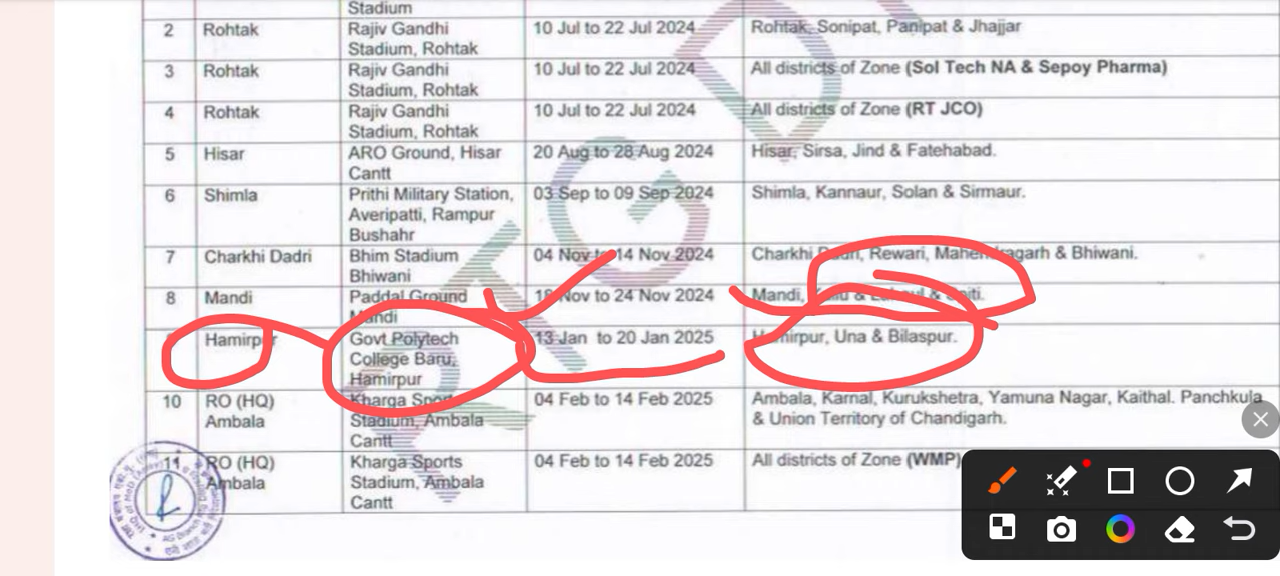 Stadium
2 Rohtak Rajiv Gandhi 10 Jul to 22 Jul 2024 Rohtak, Sonipat, Panipat & Jhajjar
Stadium, Rohtak
3 Rohtak Rajiv Gandhi 10 Jul to 22 Jul 2024 All districts of Zone (Sol Tech NA & Sepoy Pharma)
Stadium, Rohtak
4 Rohtak Rajiv Gandhi 10 Jul to 22 Jul 2024 All districts of Zone (RT JCO)
Stadium, Rohtak
5 Hisar ARO Ground, Hisar 20 Aug to 28 Aug 2024 Hisar, Sirsa, Jind & Fatehabad.
Cantt
6 Shimla Prithi Military Station, 03 Sep to 09 Sep 2024 Shimla, Kannaur, Solan & Sirmaur.
Averipatti, Rampur
Bushahr
7 Charkhi Dadri Bhim Stadium 04 Nov to 14 Nov 2024 Charkhi Dadri, Rewari, Mahendragarh & Bhiwani.
Bhiwani
8 Mandi Paddal Ground Nov to 24 Nov 2024 Mandi, & Lahaul & Spiti.
Mandi
Hamirpur Govt Polytech 13 Jan to 20 Jan 2025 Hamirpur, Una & Bilaspur.
College Baru,
Hamirpur
10 RO (HQ) Kharga Sports 04 Feb to 14 Feb 2025 Ambala, Karnal, Kurukshetra, Yamuna Nagar, Kaithal. Panchkula
Ambala Stadium, Ambala & Union Territory of Chandigarh.
Cantt
11 RO (HQ) Kharga Sports 04 Feb to 14 Feb 2025 All districts of Zone (WMP)
Ambala Stadium, Ambala
Cantt